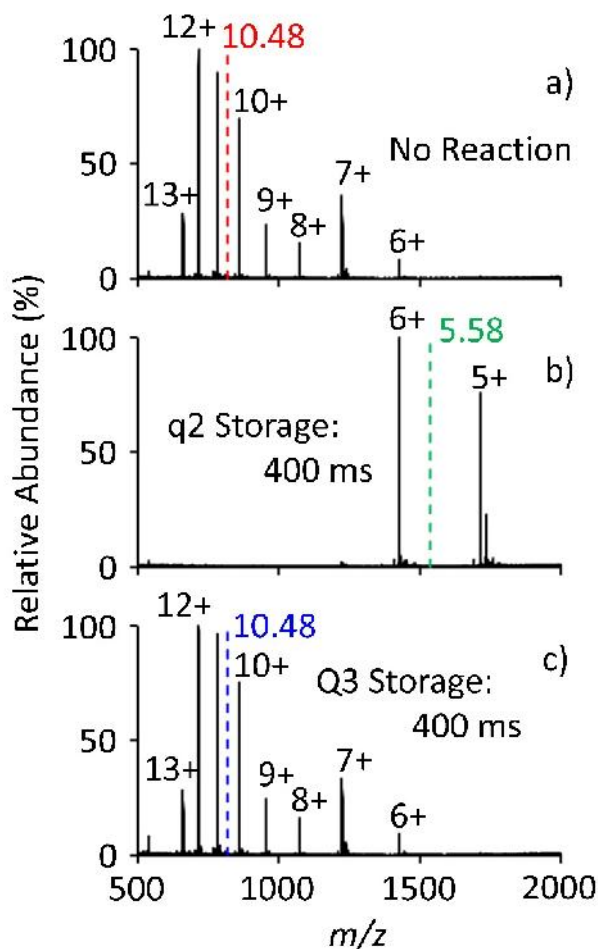 12+ 10.48
100
a)
10+
No Reaction
50
7+
13+
9+
8+
6+
0
Relative Abundance (%)
6+
5.58
100
5+
b)
q2 Storage:
400 ms
50
0
12+
10.48
100
10+
Q3 Storage:
c)
400 ms
50
13+
7+
9+
8+
6+
0
500 1000 1500 2000
m/z